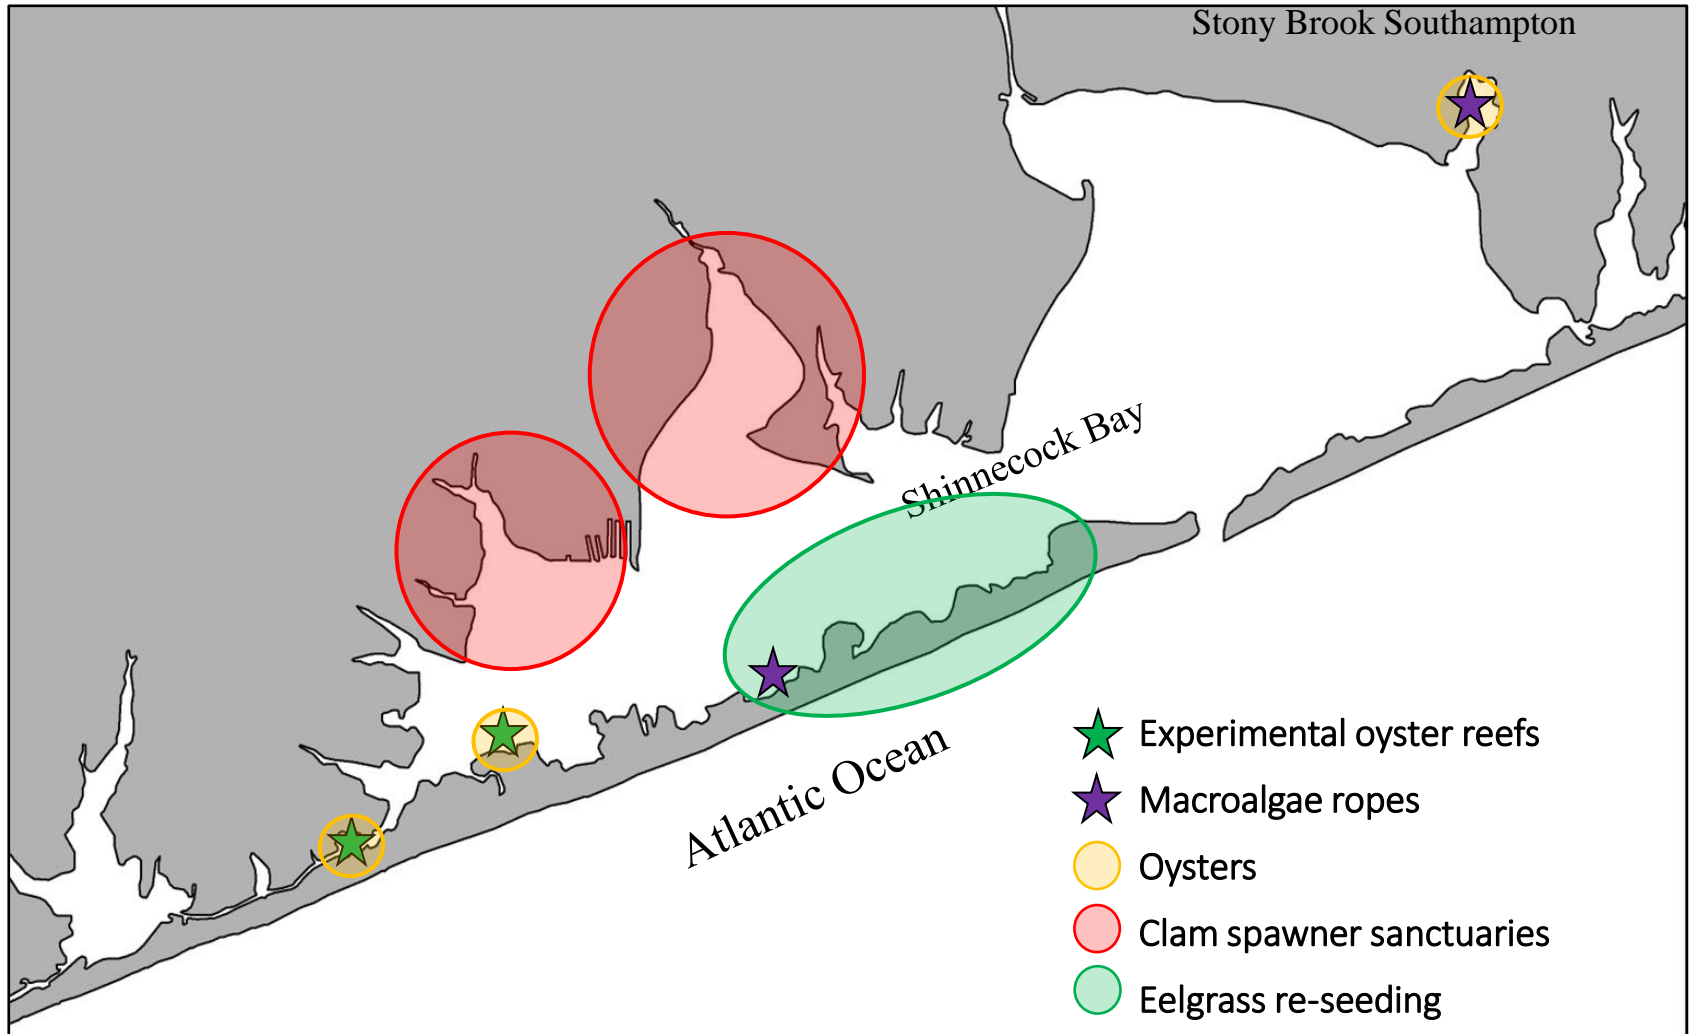 Stony Brook Southampton
Shinnecock Bay
Atlantic Ocean
Experimental oyster reefs
Macroalgae ropes
Oysters
Clam spawner sanctuaries
Eelgrass re-seeding